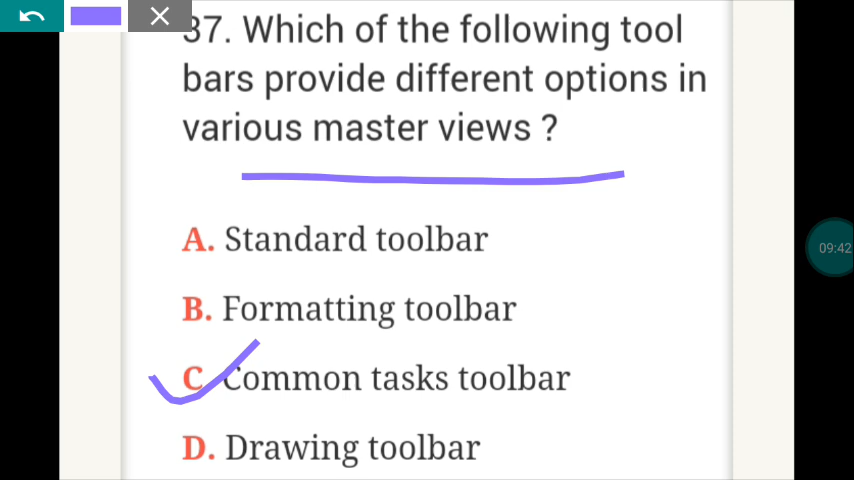 37. Which of the following tool
bars provide different options in
various master views ?
A. Standard toolbar
B. Formatting toolbar
C. Common tasks toolbar
D. Drawing toolbar
09:42